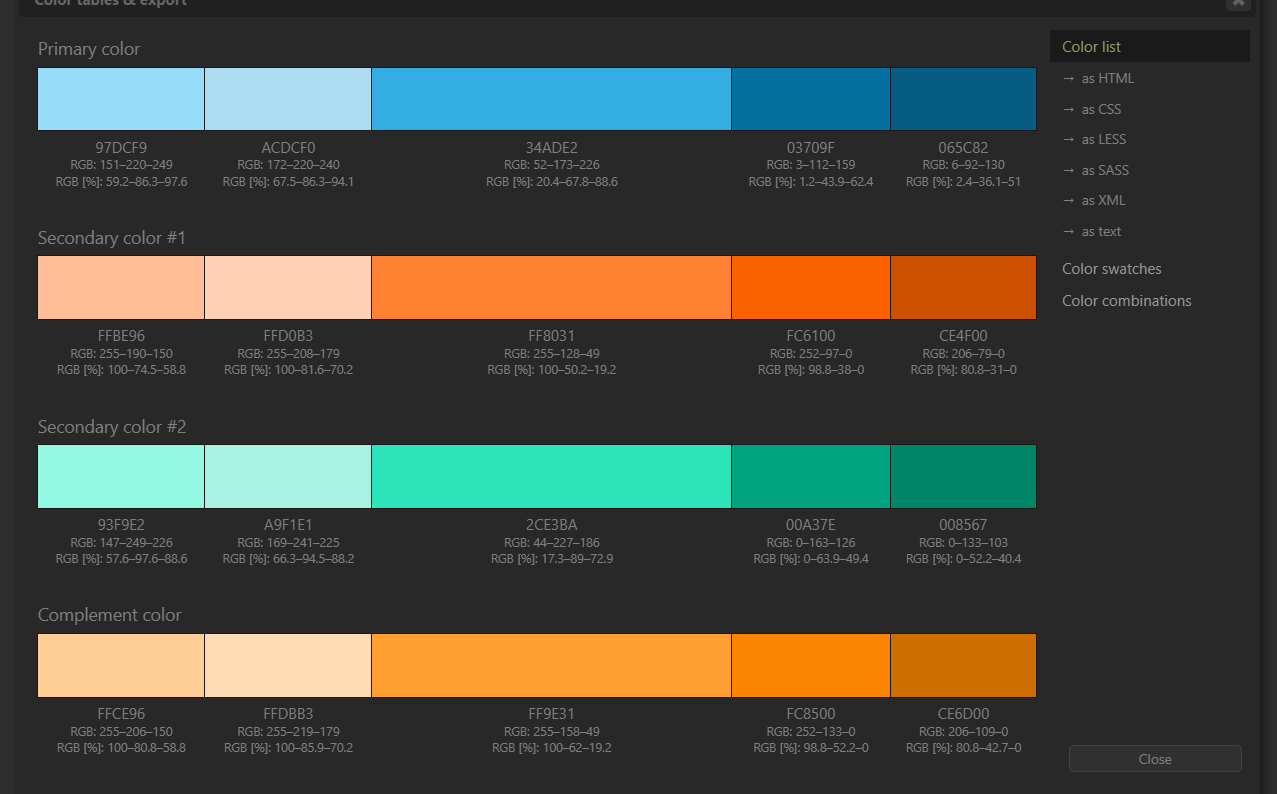 Color tables & export
Primary color
97DCF9 ACDCF0 34ADE2 03709F 065C82
RGB: 151–220–249 RGB: 172–220–240 RGB: 52–173–226 RGB: 3–112–159 RGB: 6–92–130
RGB [%]: 59.2–86.3–97.6 RGB [%]: 67.5–86.3–94.1 RGB [%]: 20.4–67.8–88.6 RGB [%]: 1.2–43.9–62.4 RGB [%]: 2.4–36.1–51
Secondary color #1
FFBE96 FFD0B3 FF8031 FC6100 CE4F00
RGB: 255–190–150 RGB: 255–208–179 RGB: 255–128–49 RGB: 252–97–0 RGB: 206–79–0
RGB [%]: 100–74.5–58.8 RGB [%]: 100–81.6–70.2 RGB [%]: 100–50.2–19.2 RGB [%]: 98.8–38–0 RGB [%]: 80.8–31–0
Secondary color #2
93F9E2 A9F1E1 2CE3BA 00A37E 008567
RGB: 147–249–226 RGB: 169–241–225 RGB: 44–227–186 RGB: 0–163–126 RGB: 0–133–103
RGB [%]: 57.6–97.6–88.6 RGB [%]: 66.3–94.5–88.2 RGB [%]: 17.3–89–72.9 RGB [%]: 0–63.9–49.4 RGB [%]: 0–52.2–40.4
Complement color
FFCE96 FFDBB3 FF9E31 FC8500 CE6D00
RGB: 255–206–150 RGB: 255–219–179 RGB: 255–158–49 RGB: 252–133–0 RGB: 206–109–0
RGB [%]: 100–80.8–58.8 RGB [%]: 100–85.9–70.2 RGB [%]: 100–62–19.2 RGB [%]: 98.8–52.2–0 RGB [%]: 80.8–42.7–0
Color list
→ as HTML
→ as CSS
→ as LESS
→ as SASS
→ as XML
→ as text
Color swatches
Color combinations
Close